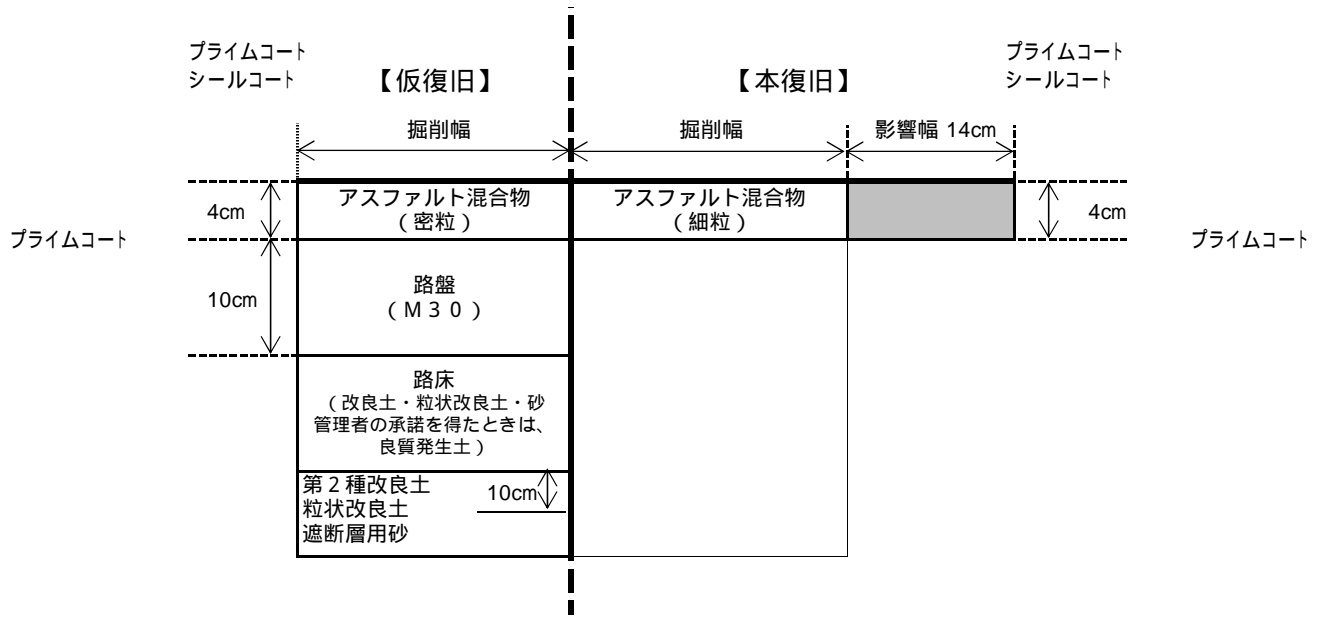 プライムコート
シールコート
【仮復旧】
【本復旧】
プライムコート
シールコート
掘削幅
掘削幅
影響幅 14cm
4cm
アスファルト混合物
（密粒）
アスファルト混合物
（細粒）
4cm
プライムコート
プライムコート
10cm
路盤
（Ｍ３０）
路床
（改良土・粒状改良土・砂
管理者の承諾を得たときは、
良質発生土）
第２種改良土
粒状改良土
遮断層用砂
10cm